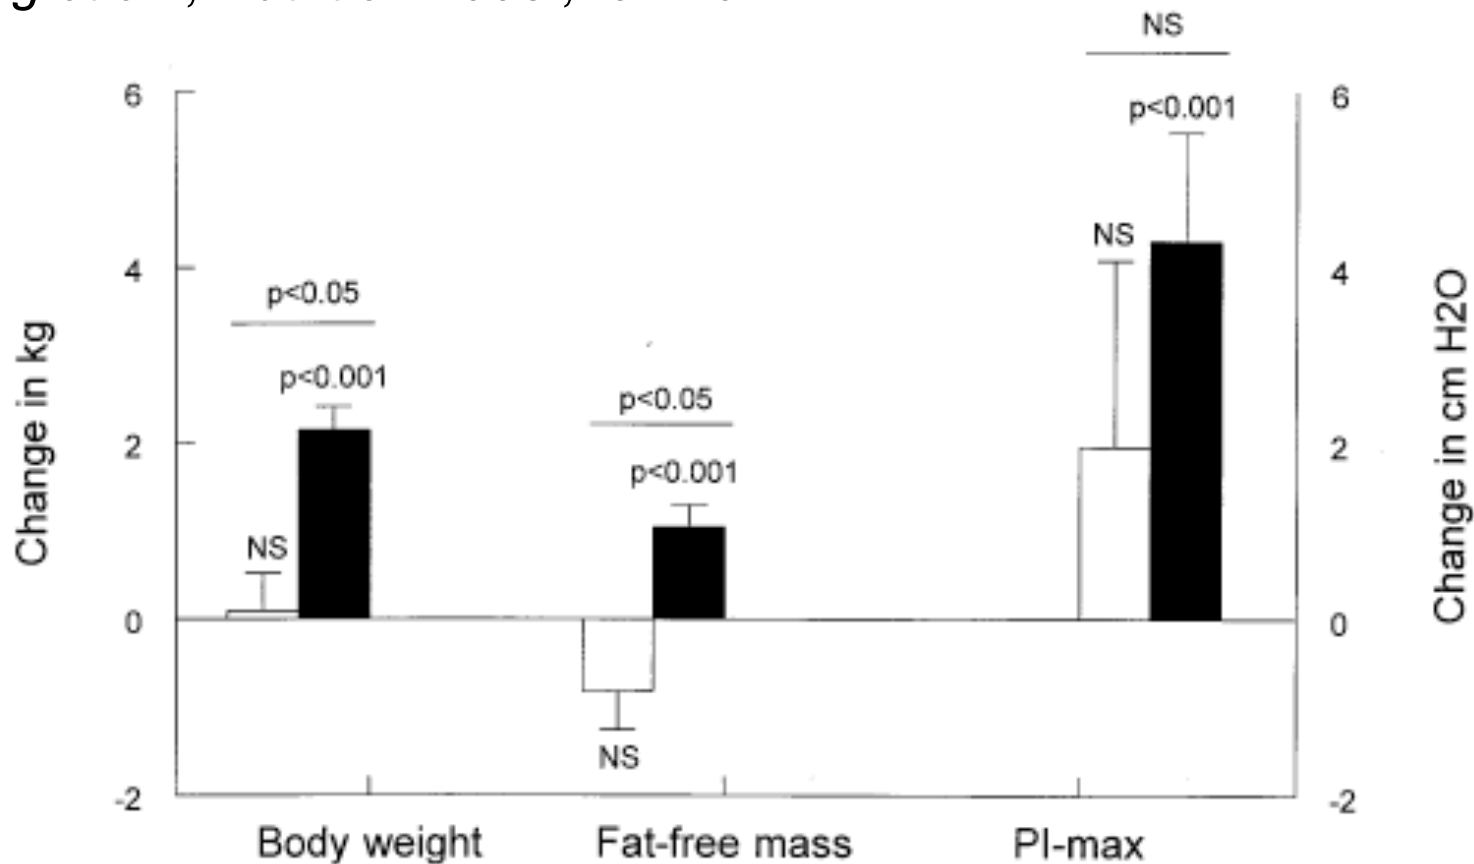 NS
6
6
p<0.001
NS
4
4
p<0.05
p<0.001
p<0.05
p<0.001
2
2
NS
0
0
NS
-2
-2
Change in kg
Change in cm H2O
Body weight
Fat-free mass
PI-max